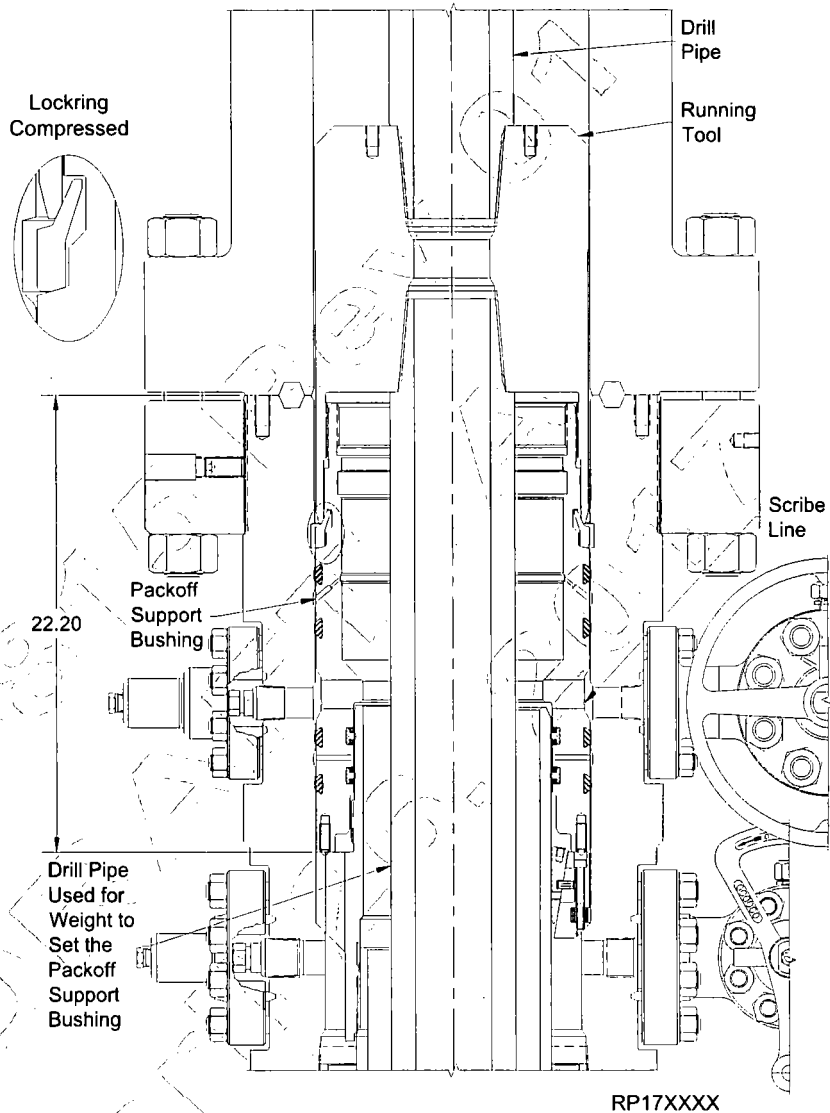 Drill
Pipe
Lockring
Compressed
Running
Tool
Scribe
Line
Packoff
Support
Bushing
22.20
Drill Pipe
Used for
Weight to
Set the
Packoff
Support
Bushing
RP17XXXX